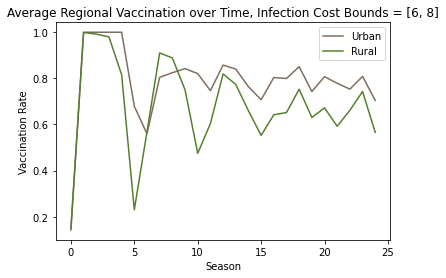 Average Regional Vaccination over Time, Infection Cost Bounds = [6, 8]
Urban
Rural
Vaccination Rate
1.0
0.8
0.6
0.4
0.2
0
5
10
15
20
25
Season